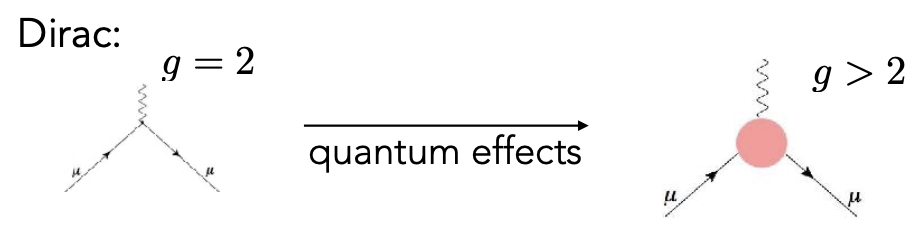 Dirac:
g = 2
μ μ
quantum effects
g > 2
μ μ